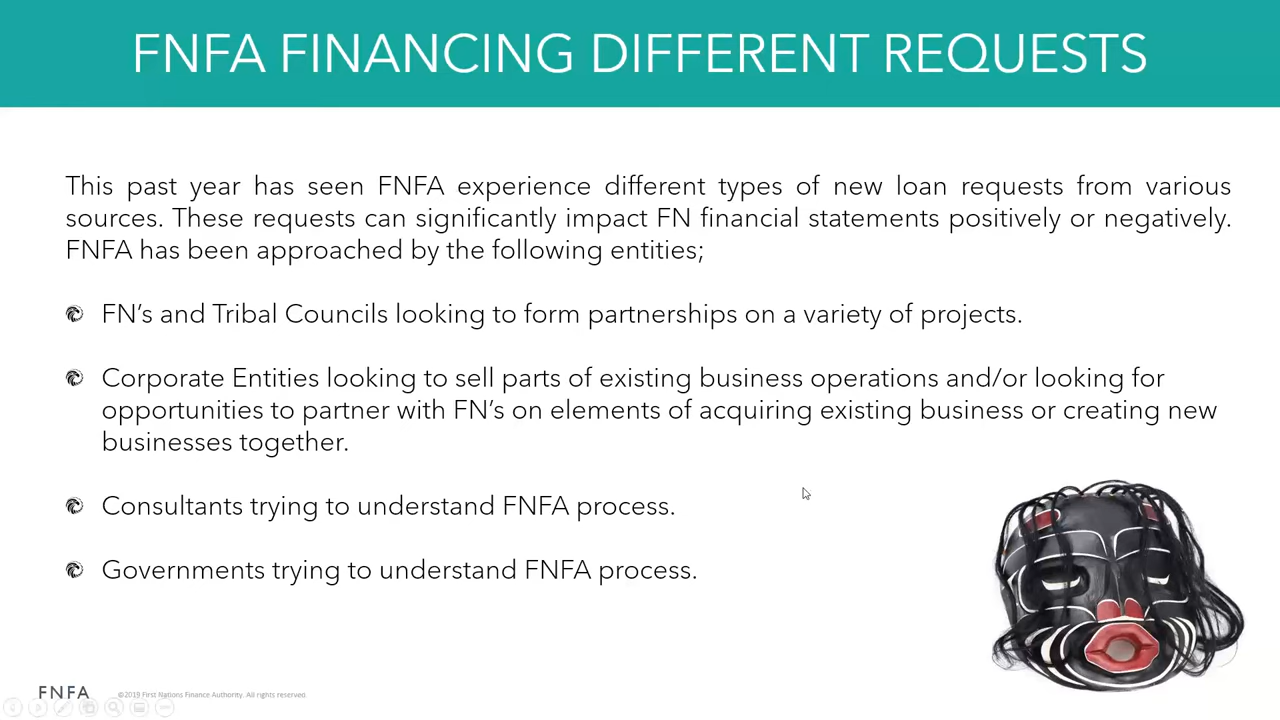 FNFA FINANCING DIFFERENT REQUESTS
This past year has seen FNFA experience different types of new loan requests from various
sources. These requests can significantly impact FN financial statements positively or negatively.
FNFA has been approached by the following entities;
FN’s and Tribal Councils looking to form partnerships on a variety of projects.
Corporate Entities looking to sell parts of existing business operations and/or looking for
opportunities to partner with FN’s on elements of acquiring existing business or creating new
businesses together.
Consultants trying to understand FNFA process.
Governments trying to understand FNFA process.
FNFA ©2019 First Nations Finance Authority. All rights reserved.